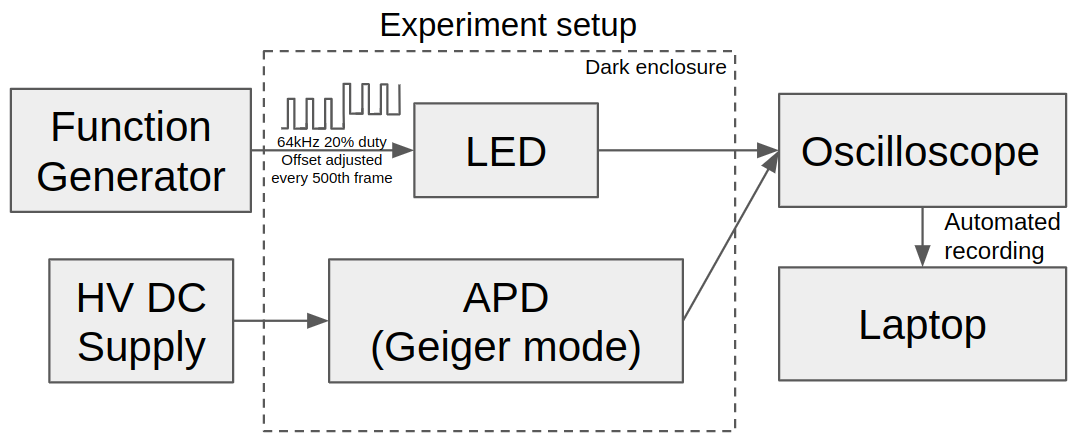 Experiment setup
Dark enclosure
Function
Generator
64kHz 20% duty
Offset adjusted
every 500th frame
LED
Oscilloscope
Automated
recording
HV DC
Supply
APD
(Geiger mode)
Laptop